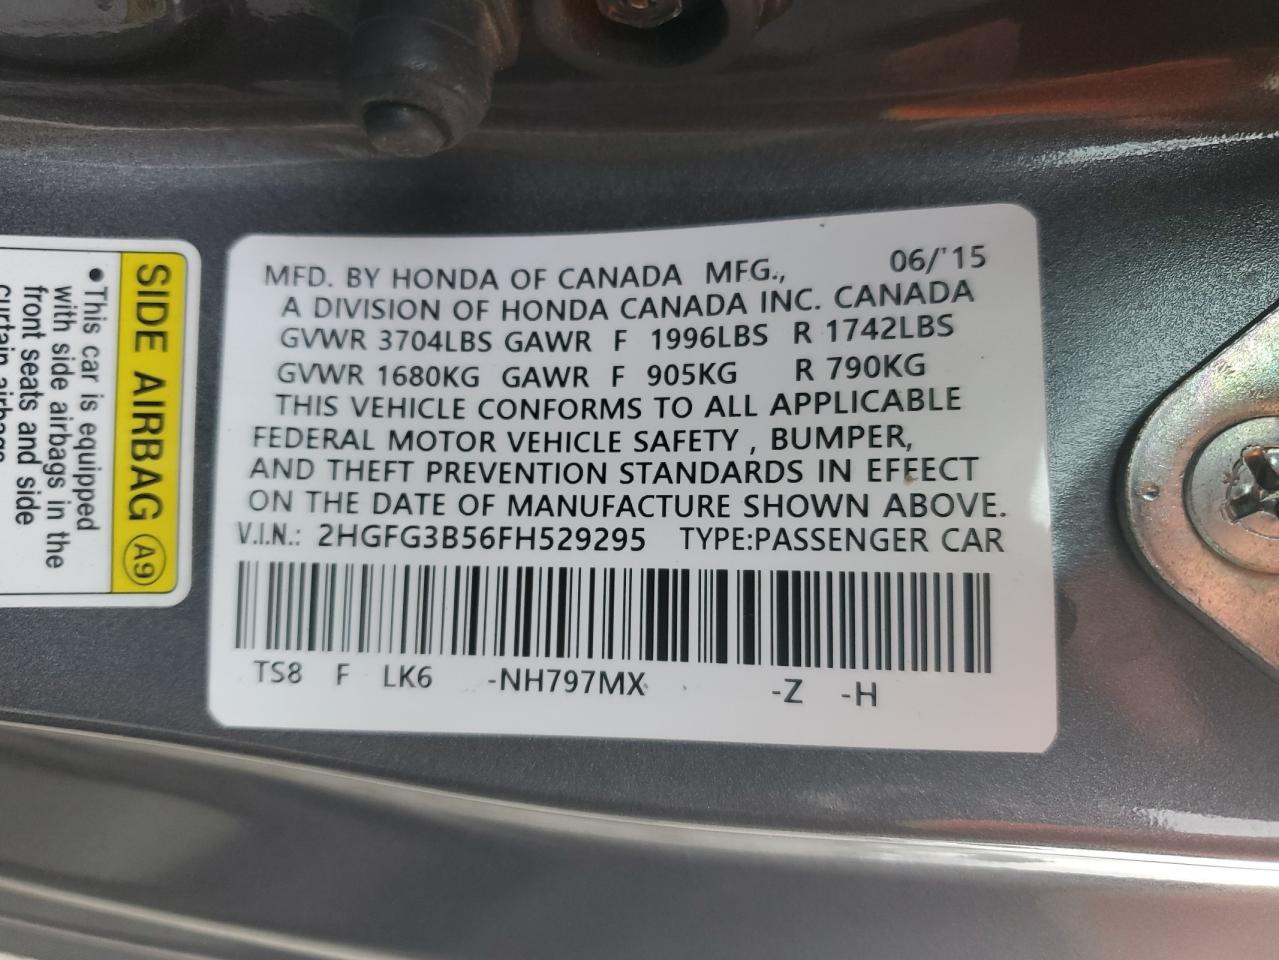 MFD. BY HONDA OF CANADA MFG., 06/'15
A DIVISION OF HONDA CANADA INC. CANADA
GVWR 3704LBS GAWR F 1996LBS R 1742LBS
GVWR 1680KG GAWR F 905KG R 790KG
THIS VEHICLE CONFORMS TO ALL APPLICABLE
FEDERAL MOTOR VEHICLE SAFETY , BUMPER,
AND THEFT PREVENTION STANDARDS IN EFFECT
ON THE DATE OF MANUFACTURE SHOWN ABOVE.
V.I.N.: 2HGFG3B56FH529295 TYPE:PASSENGER CAR
TS8 F LK6 -NH797MX -Z -H
SIDE AIRBAG A9
• This car is equipped
with side airbags in the
front seats and side
curtain airbags